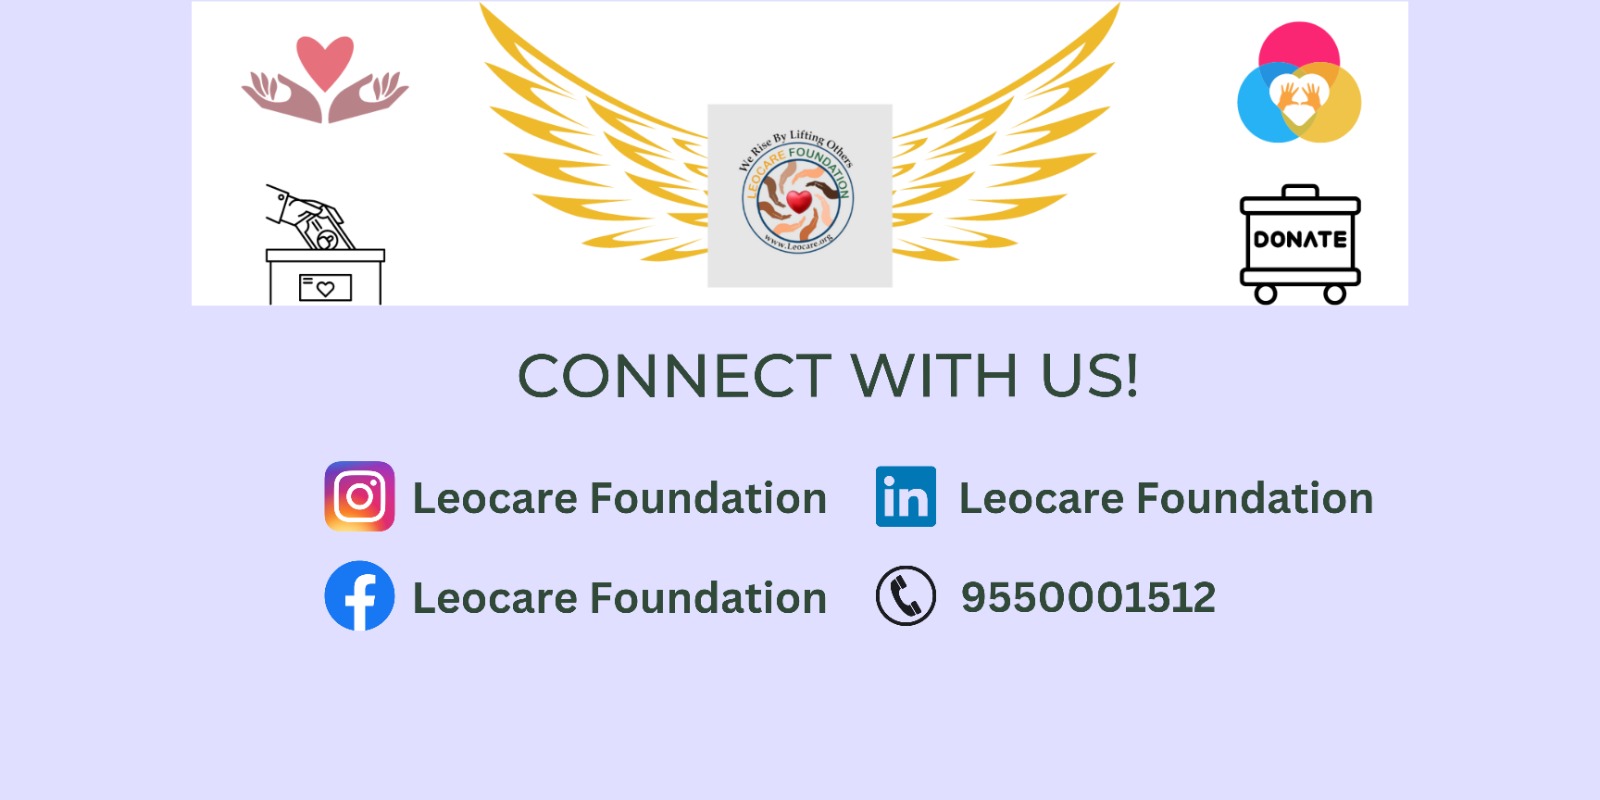 We Rise By Lifting Others
LEOCARE FOUNDATION
www.Leocare.org
DONATE
CONNECT WITH US!
Leocare Foundation
Leocare Foundation
Leocare Foundation
9550001512